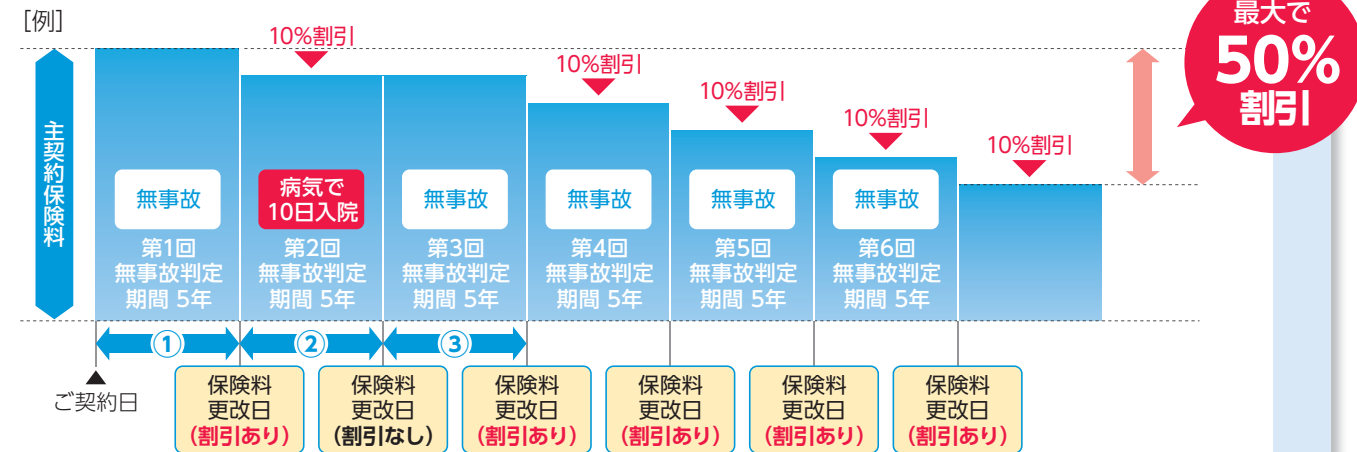 [例]
最大で
50%
割引
10%割引
10%割引
10%割引
10%割引
10%割引
主契約保険料
無事故
第1回
無事故判定
期間 5年
病気で
10日入院
第2回
無事故判定
期間 5年
無事故
第3回
無事故判定
期間 5年
無事故
第4回
無事故判定
期間 5年
無事故
第5回
無事故判定
期間 5年
無事故
第6回
無事故判定
期間 5年
①
②
③
ご契約日
保険料
更改日
(割引あり)
保険料
更改日
(割引なし)
保険料
更改日
(割引あり)
保険料
更改日
(割引あり)
保険料
更改日
(割引あり)
保険料
更改日
(割引あり)